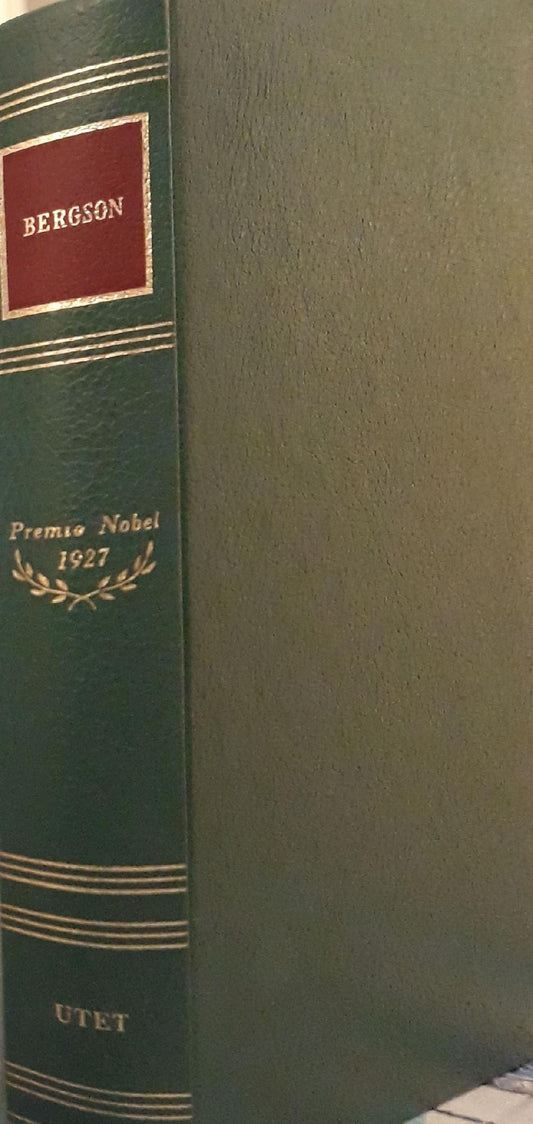 BERGSON
Premio Nobel
1927
UTET